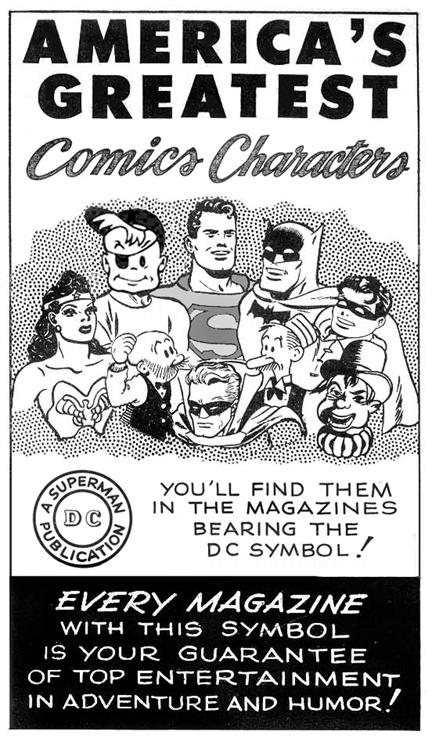 AMERICA'S
GREATEST
Comics Characters
S
A SUPERMAN
DC
PUBLICATION
YOU'LL FIND THEM
IN THE MAGAZINES
BEARING THE
DC SYMBOL!
EVERY MAGAZINE
WITH THIS SYMBOL
IS YOUR GUARANTEE
OF TOP ENTERTAINMENT
IN ADVENTURE AND HUMOR!